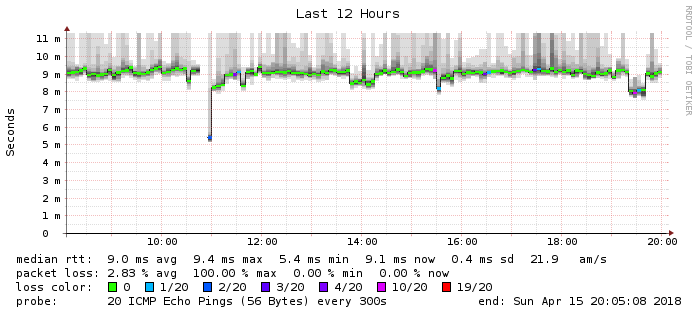 Last 12 Hours
RRDTOOL / TOBI OETIKER
Seconds
11 m
10 m
9 m
8 m
7 m
6 m
5 m
4 m
3 m
2 m
1 m
0
10:00 12:00 14:00 16:00 18:00 20:00
median rtt: 9.0 ms avg 9.4 ms max 5.4 ms min 9.1 ms now 0.4 ms sd 21.9 am/s
packet loss: 2.83 % avg 100.00 % max 0.00 % min 0.00 % now
loss color: 0 1/20 2/20 3/20 4/20 10/20 19/20
probe: 20 ICMP Echo Pings (56 Bytes) every 300s end: Sun Apr 15 20:05:08 2018